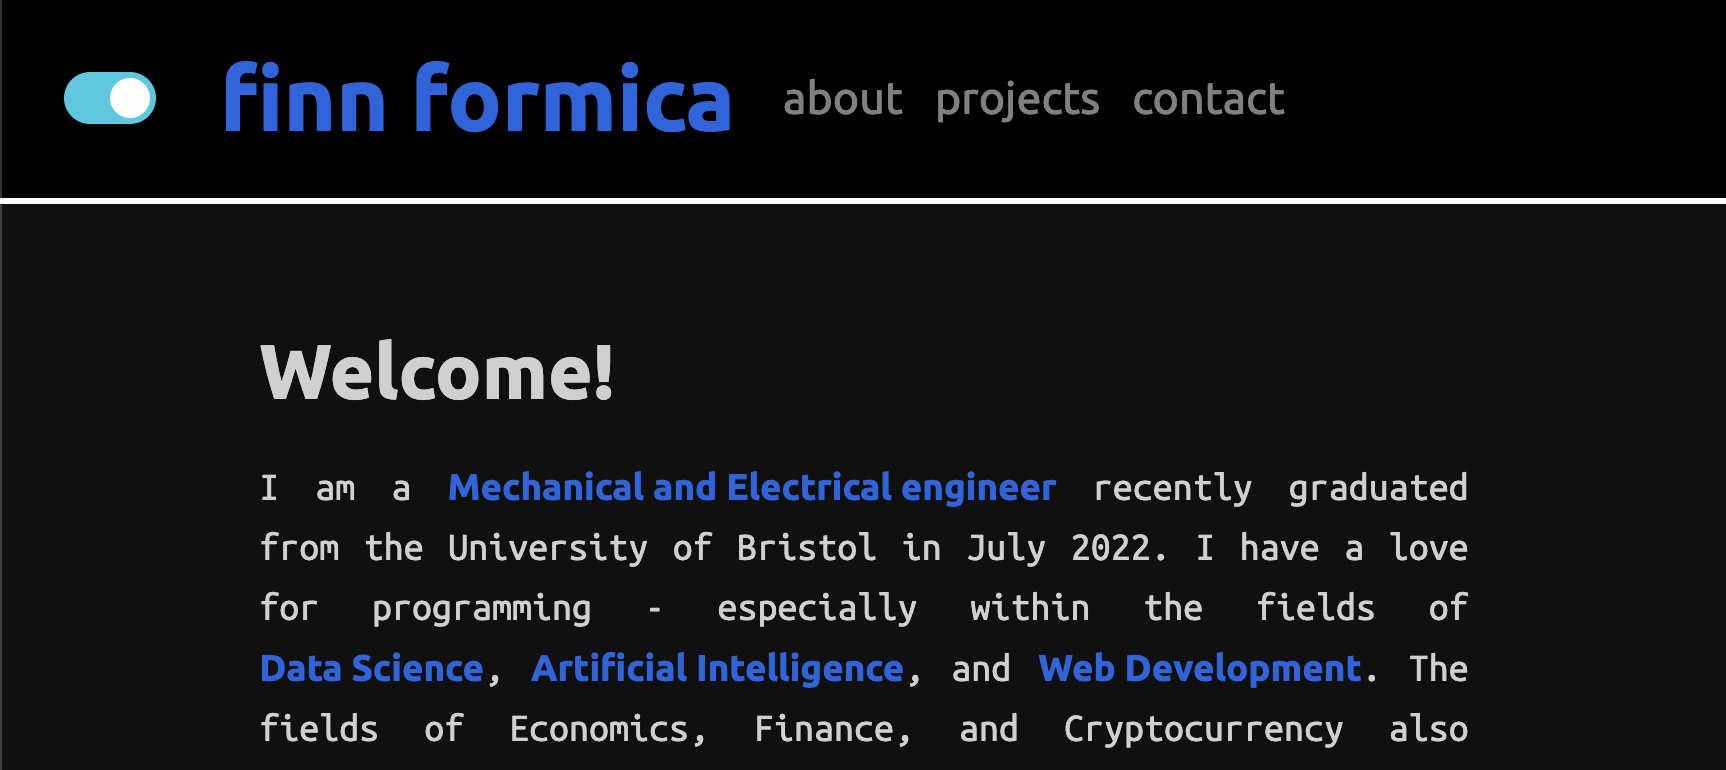 finn formica about projects contact
Welcome!
I am a Mechanical and Electrical engineer recently graduated
from the University of Bristol in July 2022. I have a love
for programming - especially within the fields of
Data Science, Artificial Intelligence, and Web Development. The
fields of Economics, Finance, and Cryptocurrency also